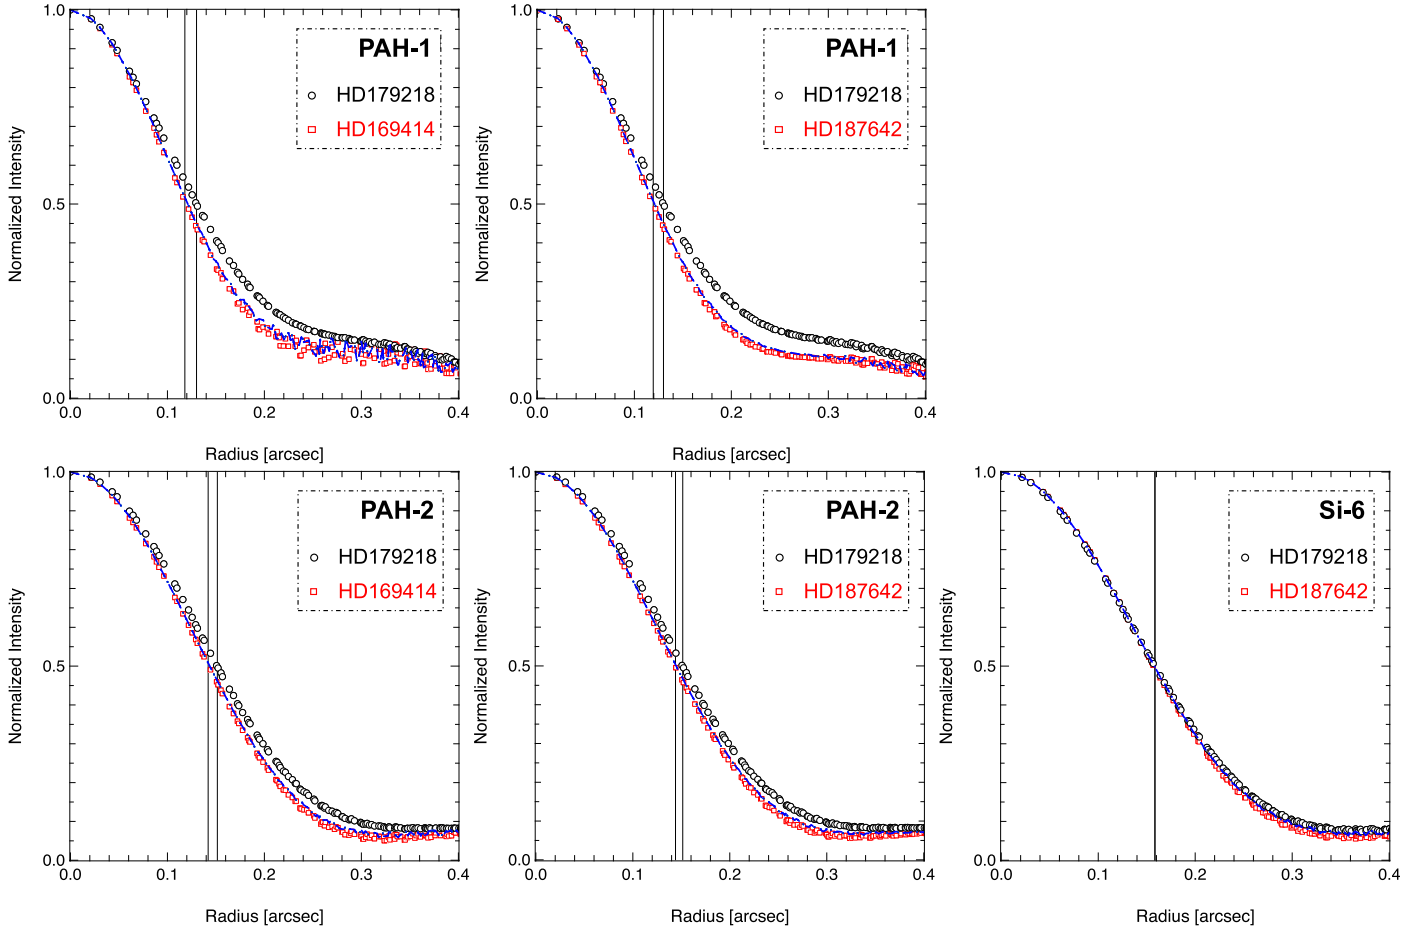 PAH-1
HD179218
HD169414
Normalized Intensity
1.0
0.5
0.0
0.0 0.1 0.2 0.3 0.4
Radius [arcsec]
PAH-1
HD179218
HD187642
Normalized Intensity
1.0
0.5
0.0
0.0 0.1 0.2 0.3 0.4
Radius [arcsec]
PAH-2
HD179218
HD169414
Normalized Intensity
1.0
0.5
0.0
0.0 0.1 0.2 0.3 0.4
Radius [arcsec]
PAH-2
HD179218
HD187642
Normalized Intensity
1.0
0.5
0.0
0.0 0.1 0.2 0.3 0.4
Radius [arcsec]
Si-6
HD179218
HD187642
Normalized Intensity
1.0
0.5
0.0
0.0 0.1 0.2 0.3 0.4
Radius [arcsec]